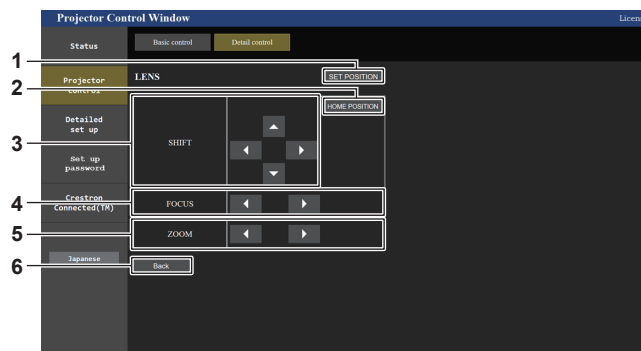 Projector Control Window
Licen
Status
Basic control
Detail control
1
LENS
SET POSITION
Projector
control
2
HOME POSITION
Detailed
set up
3
SHIFT
Set up
password
4
Crestron
Connected(TM)
FOCUS
5
ZOOM
Japanese
6
Back